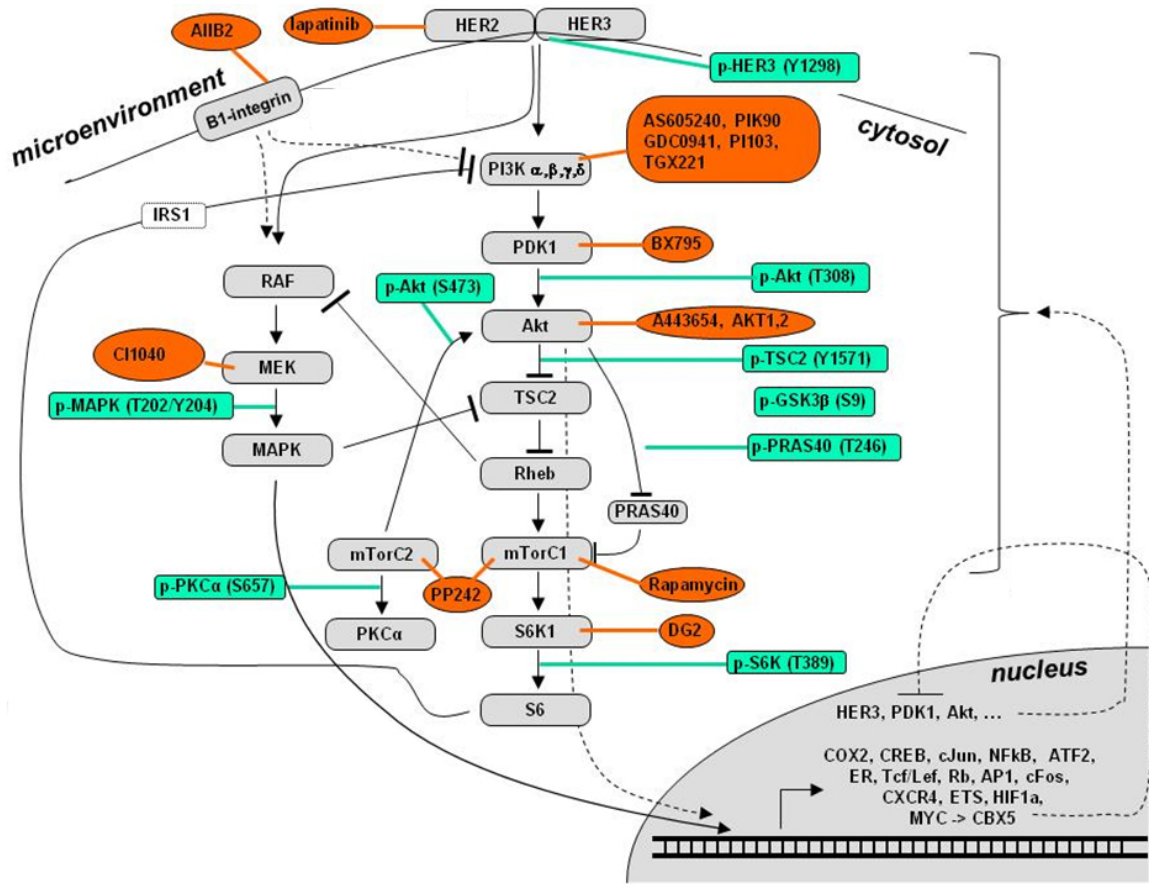 AIIB2
lapatinib
HER2
HER3
p-HER3 (Y1298)
microenvironment
B1-integrin
cytosol
AS605240, PIK90
GDC0941, PI103,
TGX221
PI3K α,β,γ,δ
IRS1
PDK1
BX795
RAF
p-Akt (S473)
p-Akt (T308)
Akt
A443654, AKT1,2
CI1040
MEK
p-TSC2 (Y1571)
p-MAPK (T202/Y204)
TSC2
p-GSK3β (S9)
MAPK
p-PRAS40 (T246)
Rheb
PRAS40
mTorC2
mTorC1
p-PKCα (S657)
PP242
Rapamycin
PKCα
S6K1
DG2
p-S6K (T389)
nucleus
S6
HER3, PDK1, Akt, ...
COX2, CREB, cJun, NFkB, ATF2,
ER, Tcf/Lef, Rb, AP1, cFos,
CXCR4, ETS, HIF1a,
MYC -> CBX5